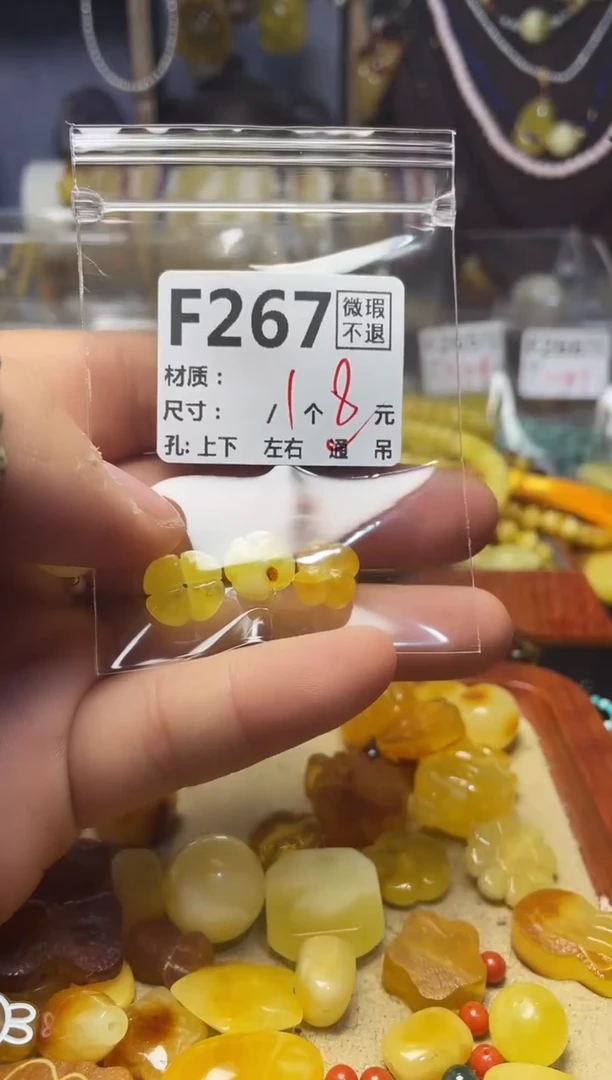 F267 微瑕
不退
材质：
尺寸： /1个8元
孔: 上下 左右 通 吊